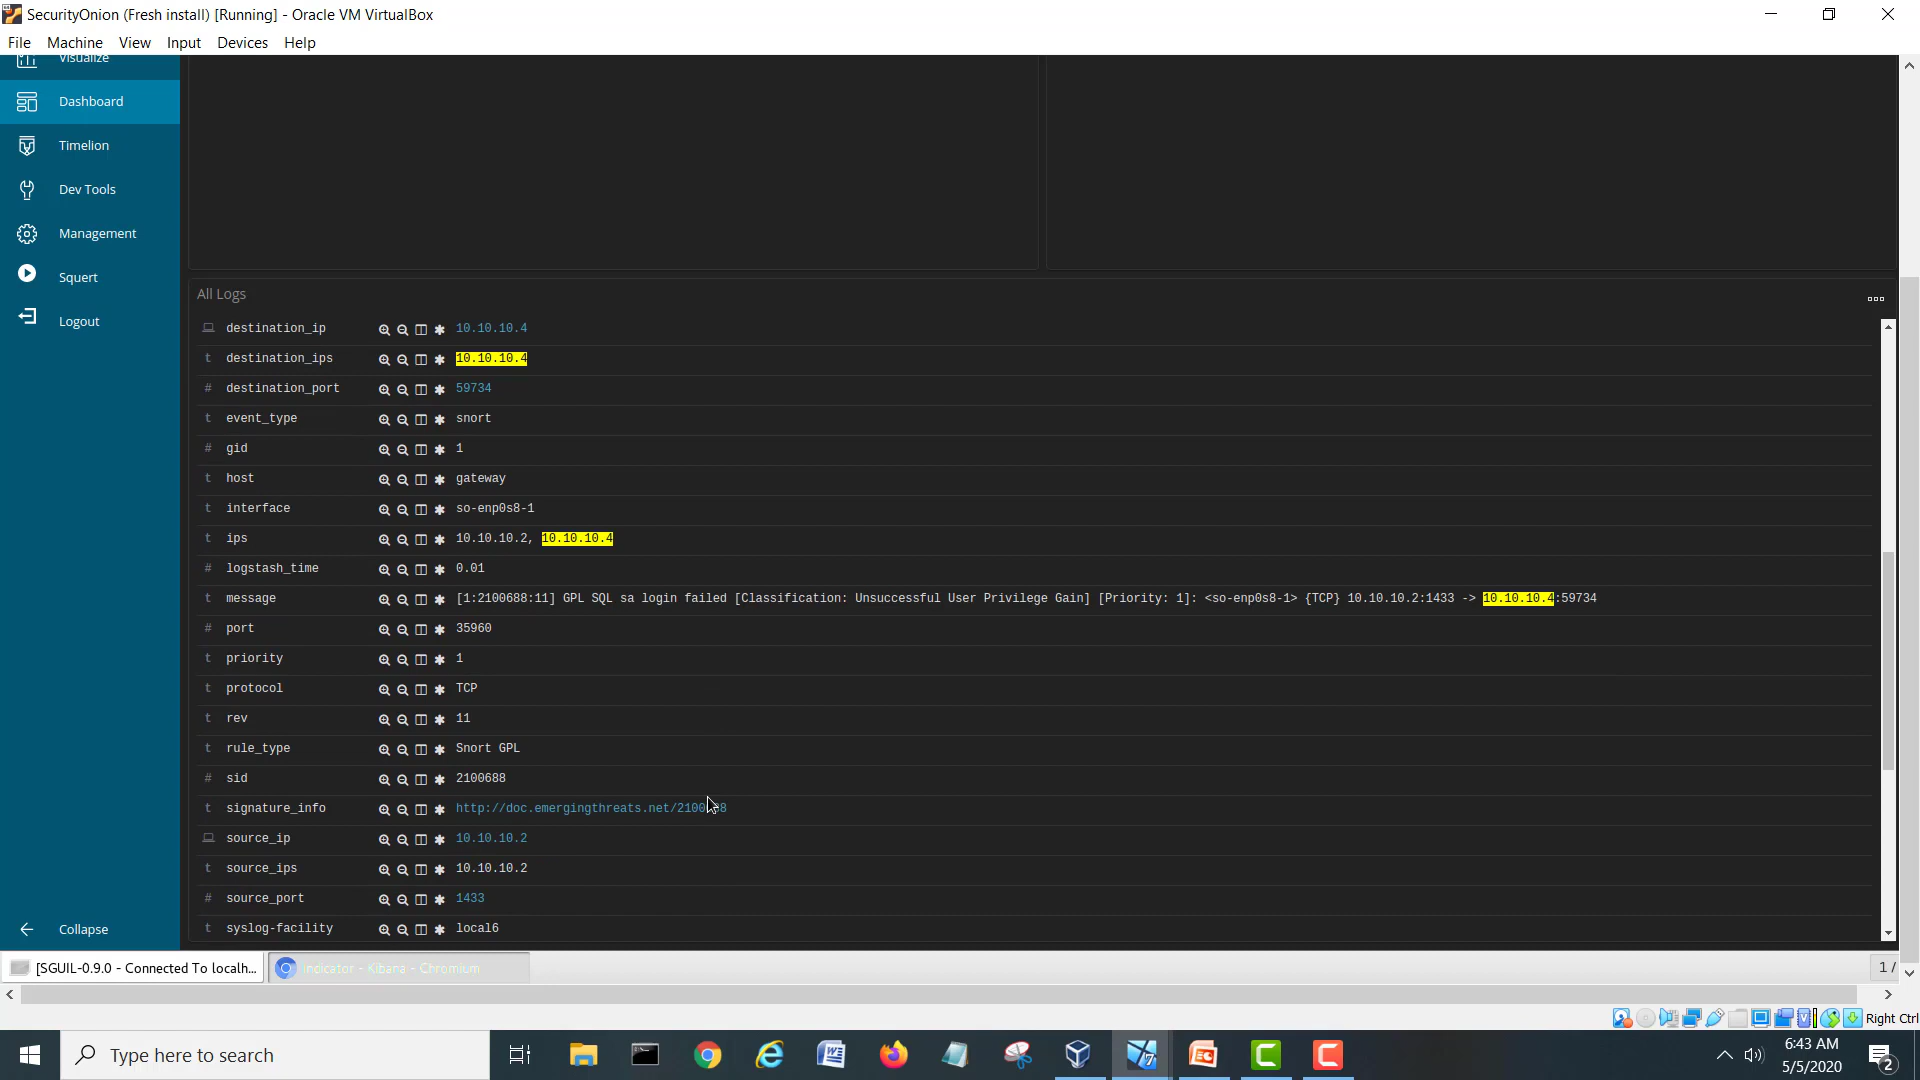 SecurityOnion (Fresh install) [Running] - Oracle VM VirtualBox
File Machine View Input Devices Help
Visualize
Dashboard
Timelion
Dev Tools
Management
Squert
Logout
Collapse
All Logs
destination_ip 10.10.10.4
t destination_ips 10.10.10.4
# destination_port 59734
t event_type snort
# gid 1
t host gateway
t interface so-enp0s8-1
t ips 10.10.10.2, 10.10.10.4
# logstash_time 0.01
t message [1:2100688:11] GPL SQL sa login failed [Classification: Unsuccessful User Privilege Gain] [Priority: 1]: <so-enp0s8-1> {TCP} 10.10.10.2:1433 -> 10.10.10.4:59734
# port 35960
t priority 1
t protocol TCP
t rev 11
t rule_type Snort GPL
# sid 2100688
t signature_info http://doc.emergingthreats.net/2100688
source_ip 10.10.10.2
t source_ips 10.10.10.2
# source_port 1433
t syslog-facility local6
[SGUIL-0.9.0 - Connected To localh... Indicator - Kibana - Chromium 1 /
Right Ctrl
Type here to search
6:43 AM
5/5/2020
2